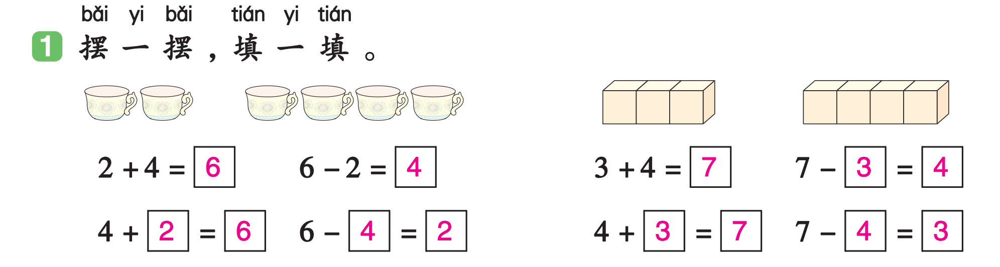 bǎi yi bǎi tián yi tián
1 摆一摆，填一填。
2 + 4 = 6 6 − 2 = 4 3 + 4 = 7 7 − 3 = 4
4 + 2 = 6 6 − 4 = 2 4 + 3 = 7 7 − 4 = 3